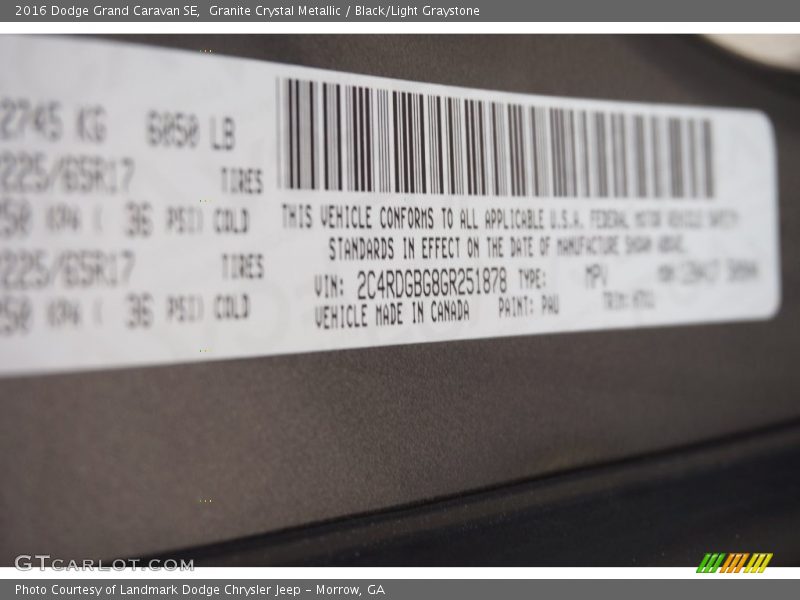 2016 Dodge Grand Caravan SE, Granite Crystal Metallic / Black/Light Graystone
2745 KG 6050 LB
225/65R17 TIRES
250 KPA ( 36 PSI) COLD
225/65R17 TIRES
250 KPA ( 36 PSI) COLD
THIS VEHICLE CONFORMS TO ALL APPLICABLE U.S.A. FEDERAL MOTOR VEHICLE SAFETY
STANDARDS IN EFFECT ON THE DATE OF MANUFACTURE SHOWN ABOVE.
VIN: 2C4RDGBG8GR251878 TYPE: MPV
VEHICLE MADE IN CANADA PAINT: PAU TRIM:
GTCARLOT.COM
Photo Courtesy of Landmark Dodge Chrysler Jeep – Morrow, GA